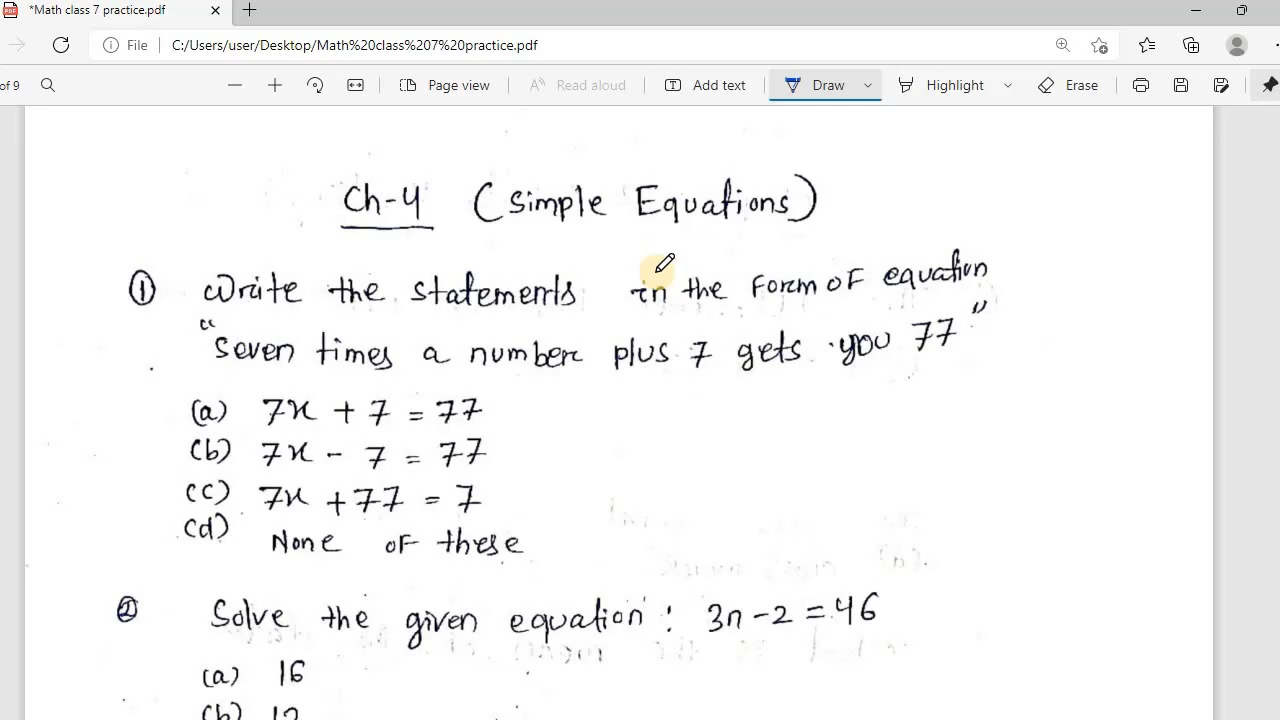 *Math class 7 practice.pdf
File C:/Users/user/Desktop/Math%20class%207%20practice.pdf
of 9 Page view Read aloud Add text Draw Highlight Erase
Ch-4 (Simple Equations)
① Write the statements in the form of equation
"Seven times a number plus 7 gets you 77"
(a) 7x + 7 = 77
(b) 7x - 7 = 77
(c) 7x + 77 = 7
(d) None of these
② Solve the given equation : 3n - 2 = 46
(a) 16
(b) 12